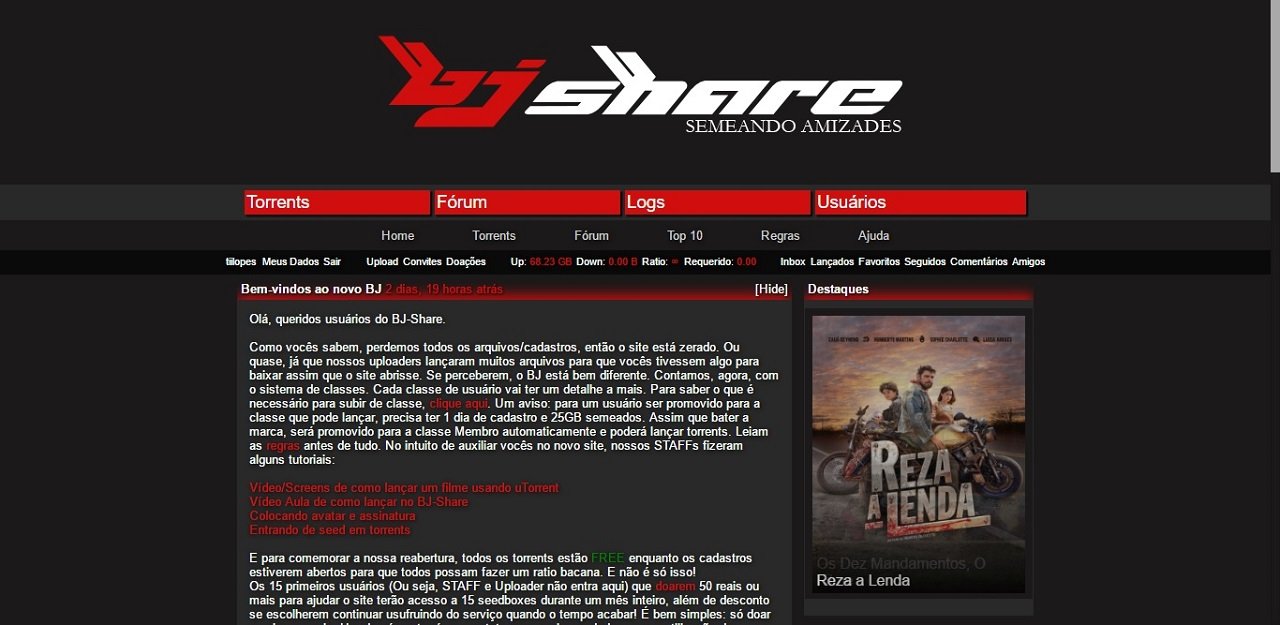 bj share
SEMEANDO AMIZADES
Torrents Fórum Logs Usuários
Home Torrents Fórum Top 10 Regras Ajuda
tiilopes Meus Dados Sair Upload Convites Doações Up: 68.23 GB Down: 0.00 B Ratio: ∞ Requerido: 0.00 Inbox Lançados Favoritos Seguidos Comentários Amigos
Bem-vindos ao novo BJ 2 dias, 19 horas atrás [Hide]
Olá, queridos usuários do BJ-Share.
Como vocês sabem, perdemos todos os arquivos/cadastros, então o site está zerado. Ou
quase, já que nossos uploaders lançaram muitos arquivos para que vocês tivessem algo para
baixar assim que o site abrisse. Se perceberem, o BJ está bem diferente. Contamos, agora, com
o sistema de classes. Cada classe de usuário vai ter um detalhe a mais. Para saber o que é
necessário para subir de classe, clique aqui. Um aviso: para um usuário ser promovido para a
classe que pode lançar, precisa ter 1 dia de cadastro e 25GB semeados. Assim que bater a
marca, será promovido para a classe Membro automaticamente e poderá lançar torrents. Leiam
as regras antes de tudo. No intuito de auxiliar vocês no novo site, nossos STAFFs fizeram
alguns tutoriais:
Vídeo/Screens de como lançar um filme usando uTorrent
Vídeo Aula de como lançar no BJ-Share
Colocando avatar e assinatura
Entrando de seed em torrents
E para comemorar a nossa reabertura, todos os torrents estão FREE enquanto os cadastros
estiverem abertos para que todos possam fazer um ratio bacana. E não é só isso!
Os 15 primeiros usuários (Ou seja, STAFF e Uploader não entra aqui) que doarem 50 reais ou
mais para ajudar o site terão acesso a 15 seedboxes durante um mês inteiro, além de desconto
se escolherem continuar usufruindo do serviço quando o tempo acabar! É bem simples: só doar
Destaques
HUMBERTO MARTINS SOPHIE CHARLOTTE
REZA
A LENDA
Os Dez Mandamentos, O
Reza a Lenda